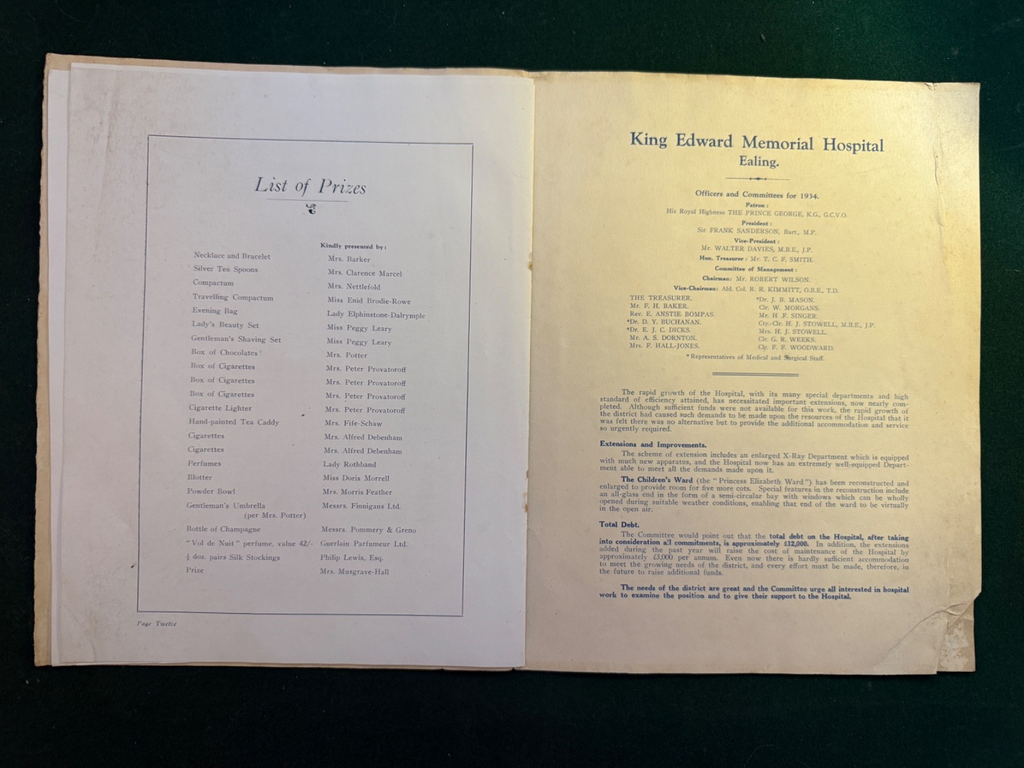 List of Prizes
Kindly presented by :
Necklace and Bracelet Mrs. Barker
Silver Tea Spoons Mrs. Clarence Marcel
Compactum Mrs. Nettlefold
Travelling Compactum Miss Enid Brodie-Rowe
Evening Bag Lady Elphinstone-Dalrymple
Lady's Beauty Set Miss Peggy Leary
Gentleman's Shaving Set Miss Peggy Leary
Box of Chocolates Mrs. Potter
Box of Cigarettes Mrs. Peter Provatoroff
Box of Cigarettes Mrs. Peter Provatoroff
Box of Cigarettes Mrs. Peter Provatoroff
Cigarette Lighter Mrs. Peter Provatoroff
Hand-painted Tea Caddy Mrs. Fife-Schaw
Cigarettes Mrs. Alfred Debenham
Cigarettes Mrs. Alfred Debenham
Perfumes Lady Rothband
Blotter Miss Doris Morrell
Powder Bowl Mrs. Morris Feather
Gentleman's Umbrella Messrs. Finnigans Ltd.
(per Mrs. Potter)
Bottle of Champagne Messrs. Pommery & Greno
"Vol de Nuit" perfume, value 42/- Guerlain Parfumeur Ltd.
½ doz. pairs Silk Stockings Philip Lewis, Esq.
Prize Mrs. Musgrave-Hall
Page Twelve
King Edward Memorial Hospital
Ealing.
Officers and Committees for 1934.
Patron :
His Royal Highness THE PRINCE GEORGE, K.G., G.C.V.O.
President :
Sir FRANK SANDERSON, Bart., M.P.
Vice-President :
Mr. WALTER DAVIES, M.B.E., J.P.
Hon. Treasurer : Mr. T. C. F. SMITH.
Committee of Management :
Chairman: Mr. ROBERT WILSON.
Vice-Chairman: Ald. Col. R. R. KIMMITT, O.B.E., T.D.
THE TREASURER.
Mr. F. H. BAKER.
Rev. E. ANSTIE BOMPAS.
*Dr. D. Y. BUCHANAN.
*Dr. E. J. C. DICKS.
Mr. A. S. DORNTON.
Mrs. F. HALL-JONES.
*Dr. J. B. MASON.
Clr. W. MORGANS.
Mr. H. F. SINGER.
Cty.-Clr. H. J. STOWELL, M.B.E., J.P.
Mrs. H. J. STOWELL.
Clr. G. R. WEEKS.
Clr. F. F. WOODWARD.
*Representatives of Medical and Surgical Staff.
The rapid growth of the Hospital, with its many special departments and high
standard of efficiency attained, has necessitated important extensions, now nearly com-
pleted. Although sufficient funds were not available for this work, the rapid growth of
the district had caused such demands to be made upon the resources of the Hospital that it
was felt there was no alternative but to provide the additional accommodation and service
so urgently required.
Extensions and Improvements.
The scheme of extension includes an enlarged X-Ray Department which is equipped
with much new apparatus, and the Hospital now has an extremely well-equipped Depart-
ment able to meet all the demands made upon it.
The Children's Ward (the "Princess Elizabeth Ward") has been reconstructed and
enlarged to provide room for five more cots. Special features in the reconstruction include
an all-glass end in the form of a semi-circular bay with windows which can be wholly
opened during suitable weather conditions, enabling that end of the ward to be virtually
in the open air.
Total Debt.
The Committee would point out that the total debt on the Hospital, after taking
into consideration all commitments, is approximately £12,000. In addition, the extensions
added during the past year will raise the cost of maintenance of the Hospital by
approximately £3,000 per annum. Even now there is hardly sufficient accommodation
to meet the growing needs of the district, and every effort must be made, therefore, in
the future to raise additional funds.
The needs of the district are great and the Committee urge all interested in hospital
work to examine the position and to give their support to the Hospital.